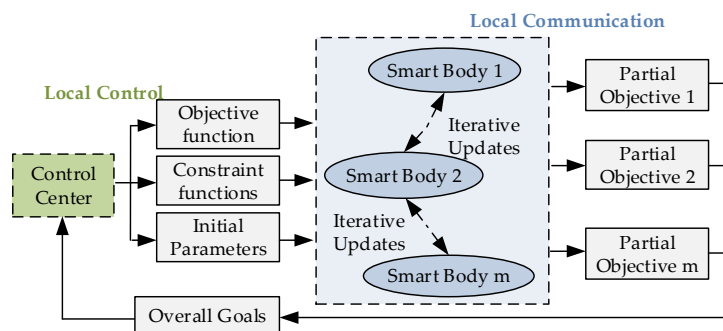 Local Communication
Local Control
Control
Center
Objective
function
Constraint
functions
Initial
Parameters
Smart Body 1
Iterative
Updates
Smart Body 2
Iterative
Updates
Smart Body m
Partial
Objective 1
Partial
Objective 2
Partial
Objective m
Overall Goals